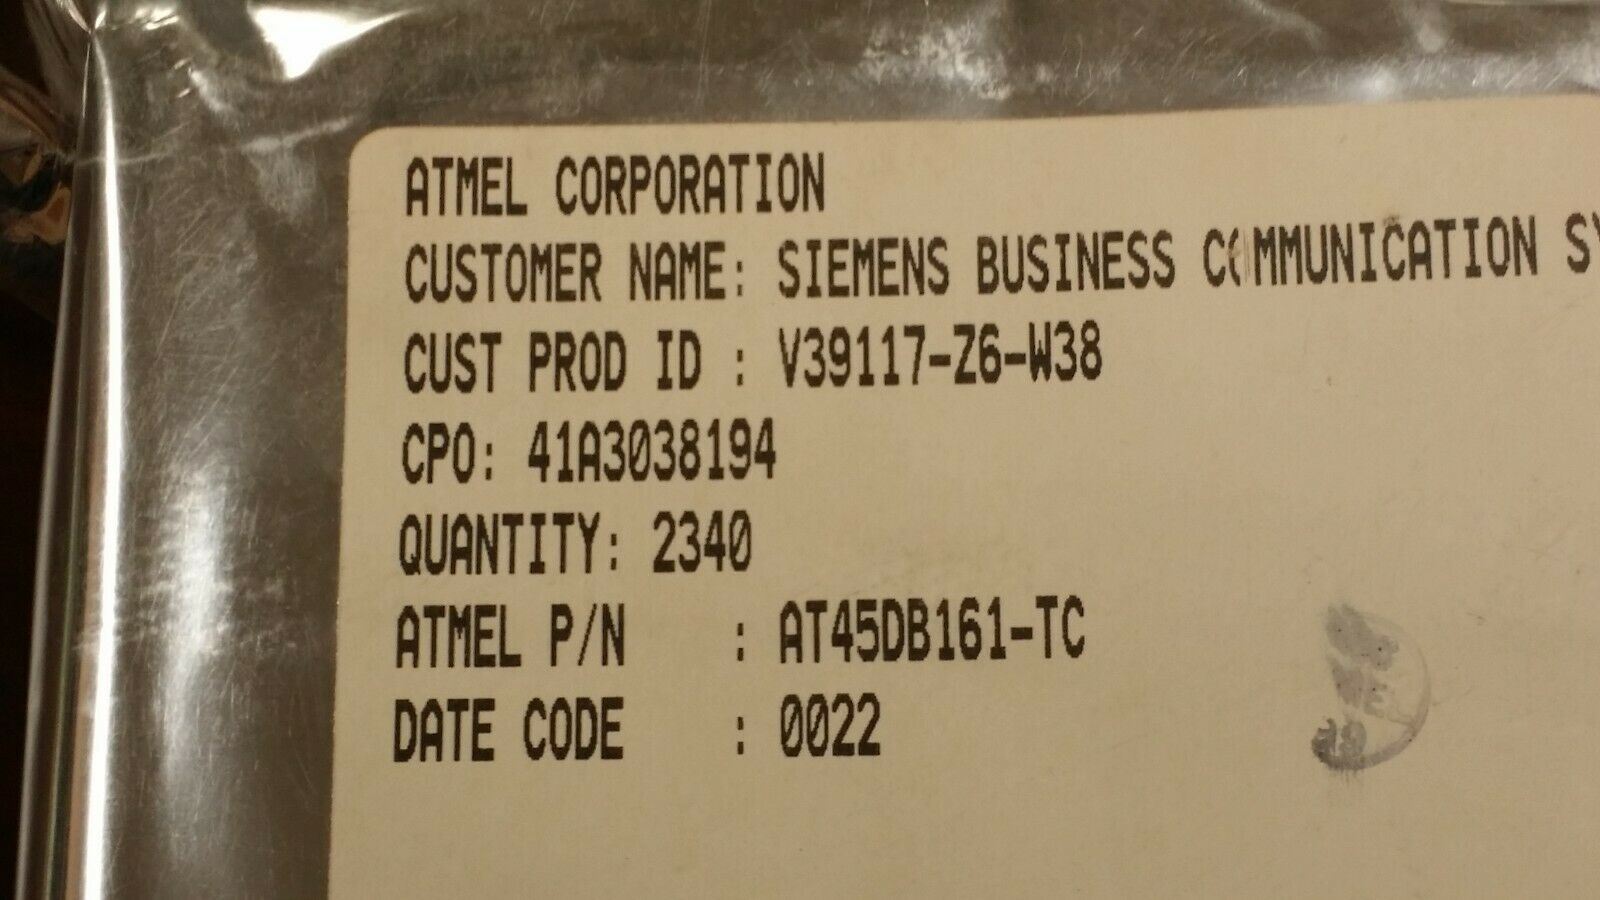 ATMEL CORPORATION
CUSTOMER NAME: SIEMENS BUSINESS COMMUNICATION
CUST PROD ID : V39117-Z6-W38
CPO: 41A3038194
QUANTITY: 2340
ATMEL P/N : AT45DB161-TC
DATE CODE : 0022